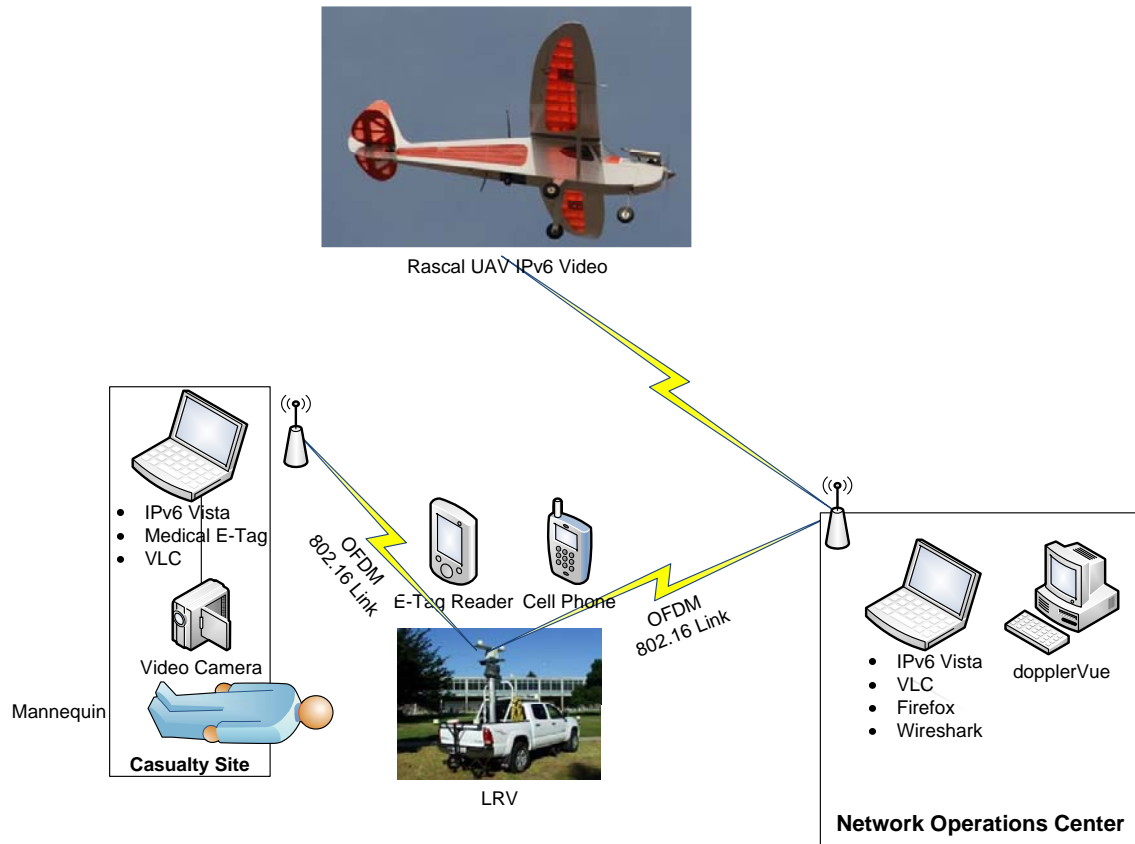 Rascal UAV IPv6 Video
• IPv6 Vista
• Medical E-Tag
• VLC
Video Camera
Mannequin
Casualty Site
OFDM
802.16 Link
E-Tag Reader
Cell Phone
OFDM
802.16 Link
LRV
• IPv6 Vista
• VLC
• Firefox
• Wireshark
dopplerVue
Network Operations Center